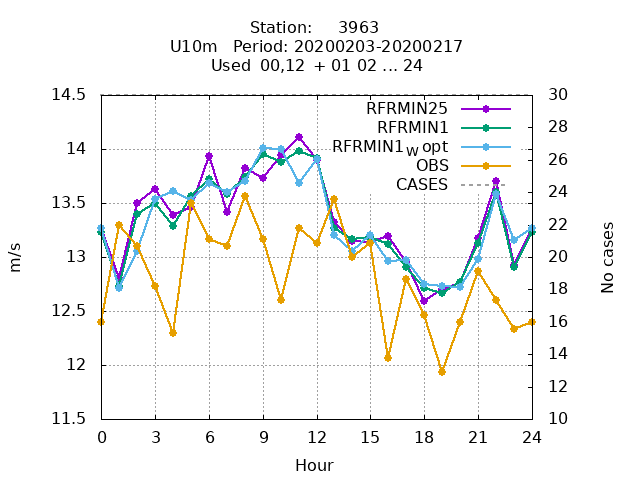 Station:     3963
U10m   Period: 20200203-20200217
Used  00,12  + 01 02 ... 24
RFRMIN25
RFRMIN1
RFRMIN1w opt
OBS
CASES
14.5
14
13.5
13
12.5
12
11.5
30
28
26
24
22
20
18
16
14
12
10
m/s
No cases
0 3 6 9 12 15 18 21 24
Hour